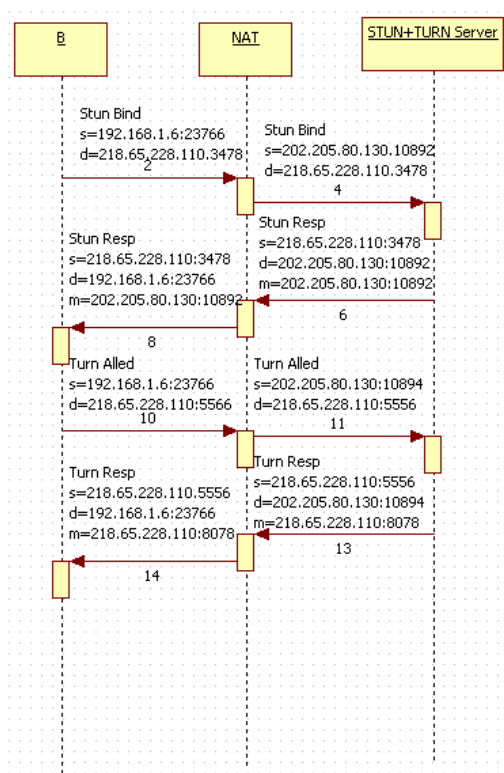 B
NAT
STUN+TURN Server
Stun Bind
s=192.168.1.6:23766
d=218.65.228.110.3478
2
Stun Bind
s=202.205.80.130.10892
d=218.65.228.110.3478
4
Stun Resp
s=218.65.228.110:3478
d=202.205.80.130:10892
m=202.205.80.130:10892
6
Stun Resp
s=218.65.228.110:3478
d=192.168.1.6:23766
m=202.205.80.130:10892
8
Turn Alled
s=192.168.1.6:23766
d=218.65.228.110:5566
10
Turn Alled
s=202.205.80.130:10894
d=218.65.228.110:5556
11
Turn Resp
s=218.65.228.110:5556
d=202.205.80.130:10894
m=218.65.228.110:8078
13
Turn Resp
s=218.65.228.110.5556
d=192.168.1.6:23766
m=218.65.228.110:8078
14